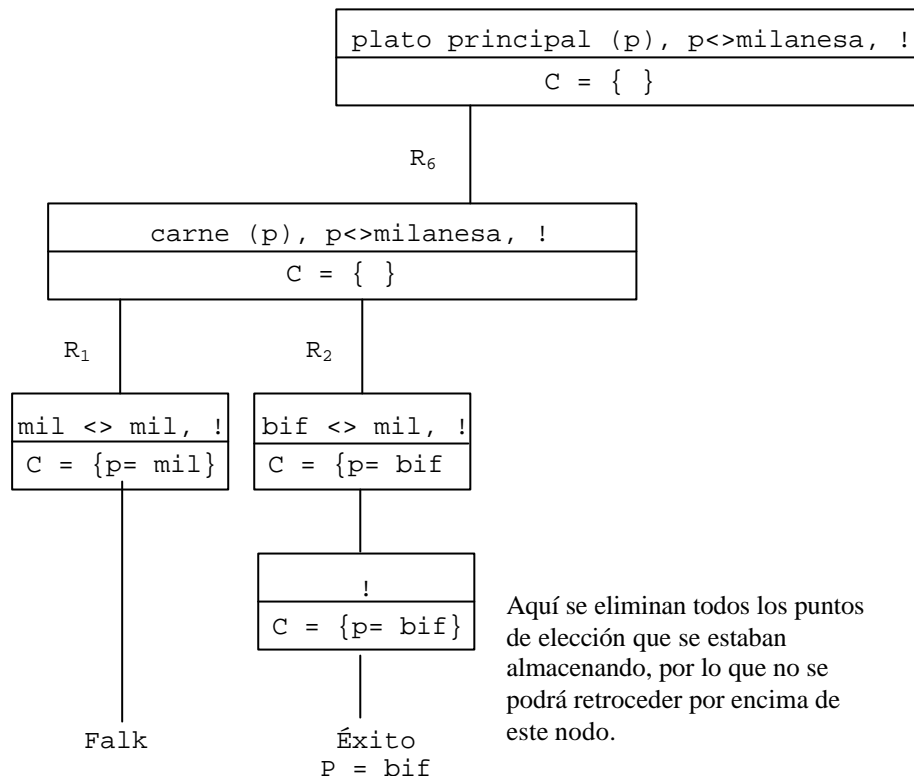 plato principal (p), p<>milanesa, !
C = { }
R₆
carne (p), p<>milanesa, !
C = { }
R₁
R₂
mil <> mil, !
C = {p= mil}
bif <> mil, !
C = {p= bif
!
C = {p= bif}
Aquí se eliminan todos los puntos
de elección que se estaban
almacenando, por lo que no se
podrá retroceder por encima de
este nodo.
Falk
Éxito
P = bif